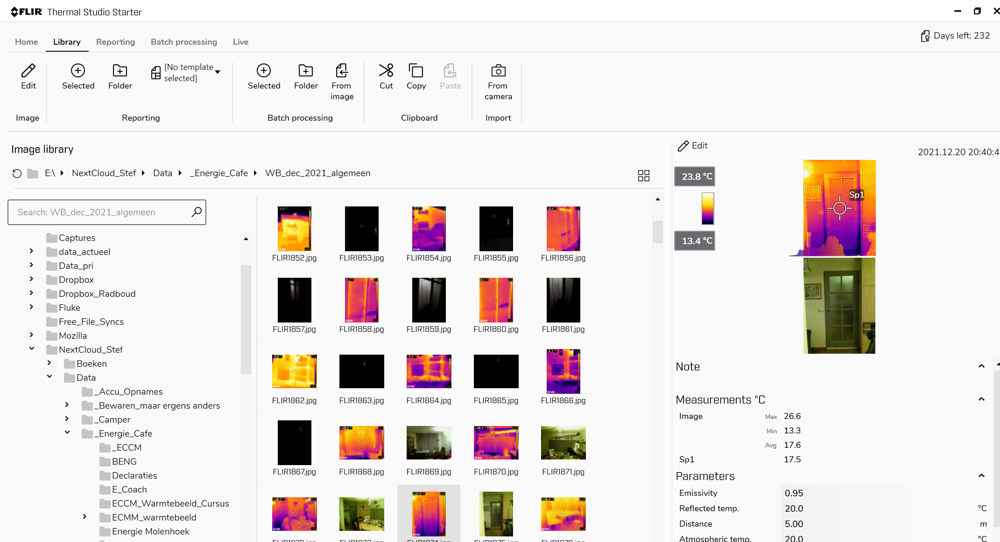 FLIR Thermal Studio Starter
Days left: 232
Home Library Reporting Batch processing Live
Edit
Selected
Folder
[No template
selected]
Selected
Folder
From
image
Cut
Copy
Paste
From
camera
Image
Reporting
Batch processing
Clipboard
Import
Image library
E:\ NextCloud_Stef Data _Energie_Cafe WB_dec_2021_algemeen
Search: WB_dec_2021_algemeen
Captures
data_actueel
Data_pri
Dropbox
Dropbox_Radboud
Fluke
Free_File_Syncs
Mozilla
NextCloud_Stef
Boeken
Data
_Accu_Opnames
_Bewaren_maar ergens anders
_Camper
_Energie_Cafe
_ECCM
BENG
Declaraties
E_Coach
ECCM_Warmtebeeld_Cursus
ECMM_warmtebeeld
Energie Molenhoek
FLIR1852.jpg FLIR1853.jpg FLIR1854.jpg FLIR1855.jpg FLIR1856.jpg
FLIR1857.jpg FLIR1858.jpg FLIR1859.jpg FLIR1860.jpg FLIR1861.jpg
FLIR1862.jpg FLIR1863.jpg FLIR1864.jpg FLIR1865.jpg FLIR1866.jpg
FLIR1867.jpg FLIR1868.jpg FLIR1869.jpg FLIR1870.jpg FLIR1871.jpg
Edit
2021.12.20 20:40:4
23.8 °C
13.4 °C
Sp1
Note
Measurements °C
Image Max 26.6
Min 13.3
Avg 17.6
Sp1 17.5
Parameters
Emissivity 0.95
Reflected temp. 20.0 °C
Distance 5.00 m
Atmospheric temp. 20.0 °C